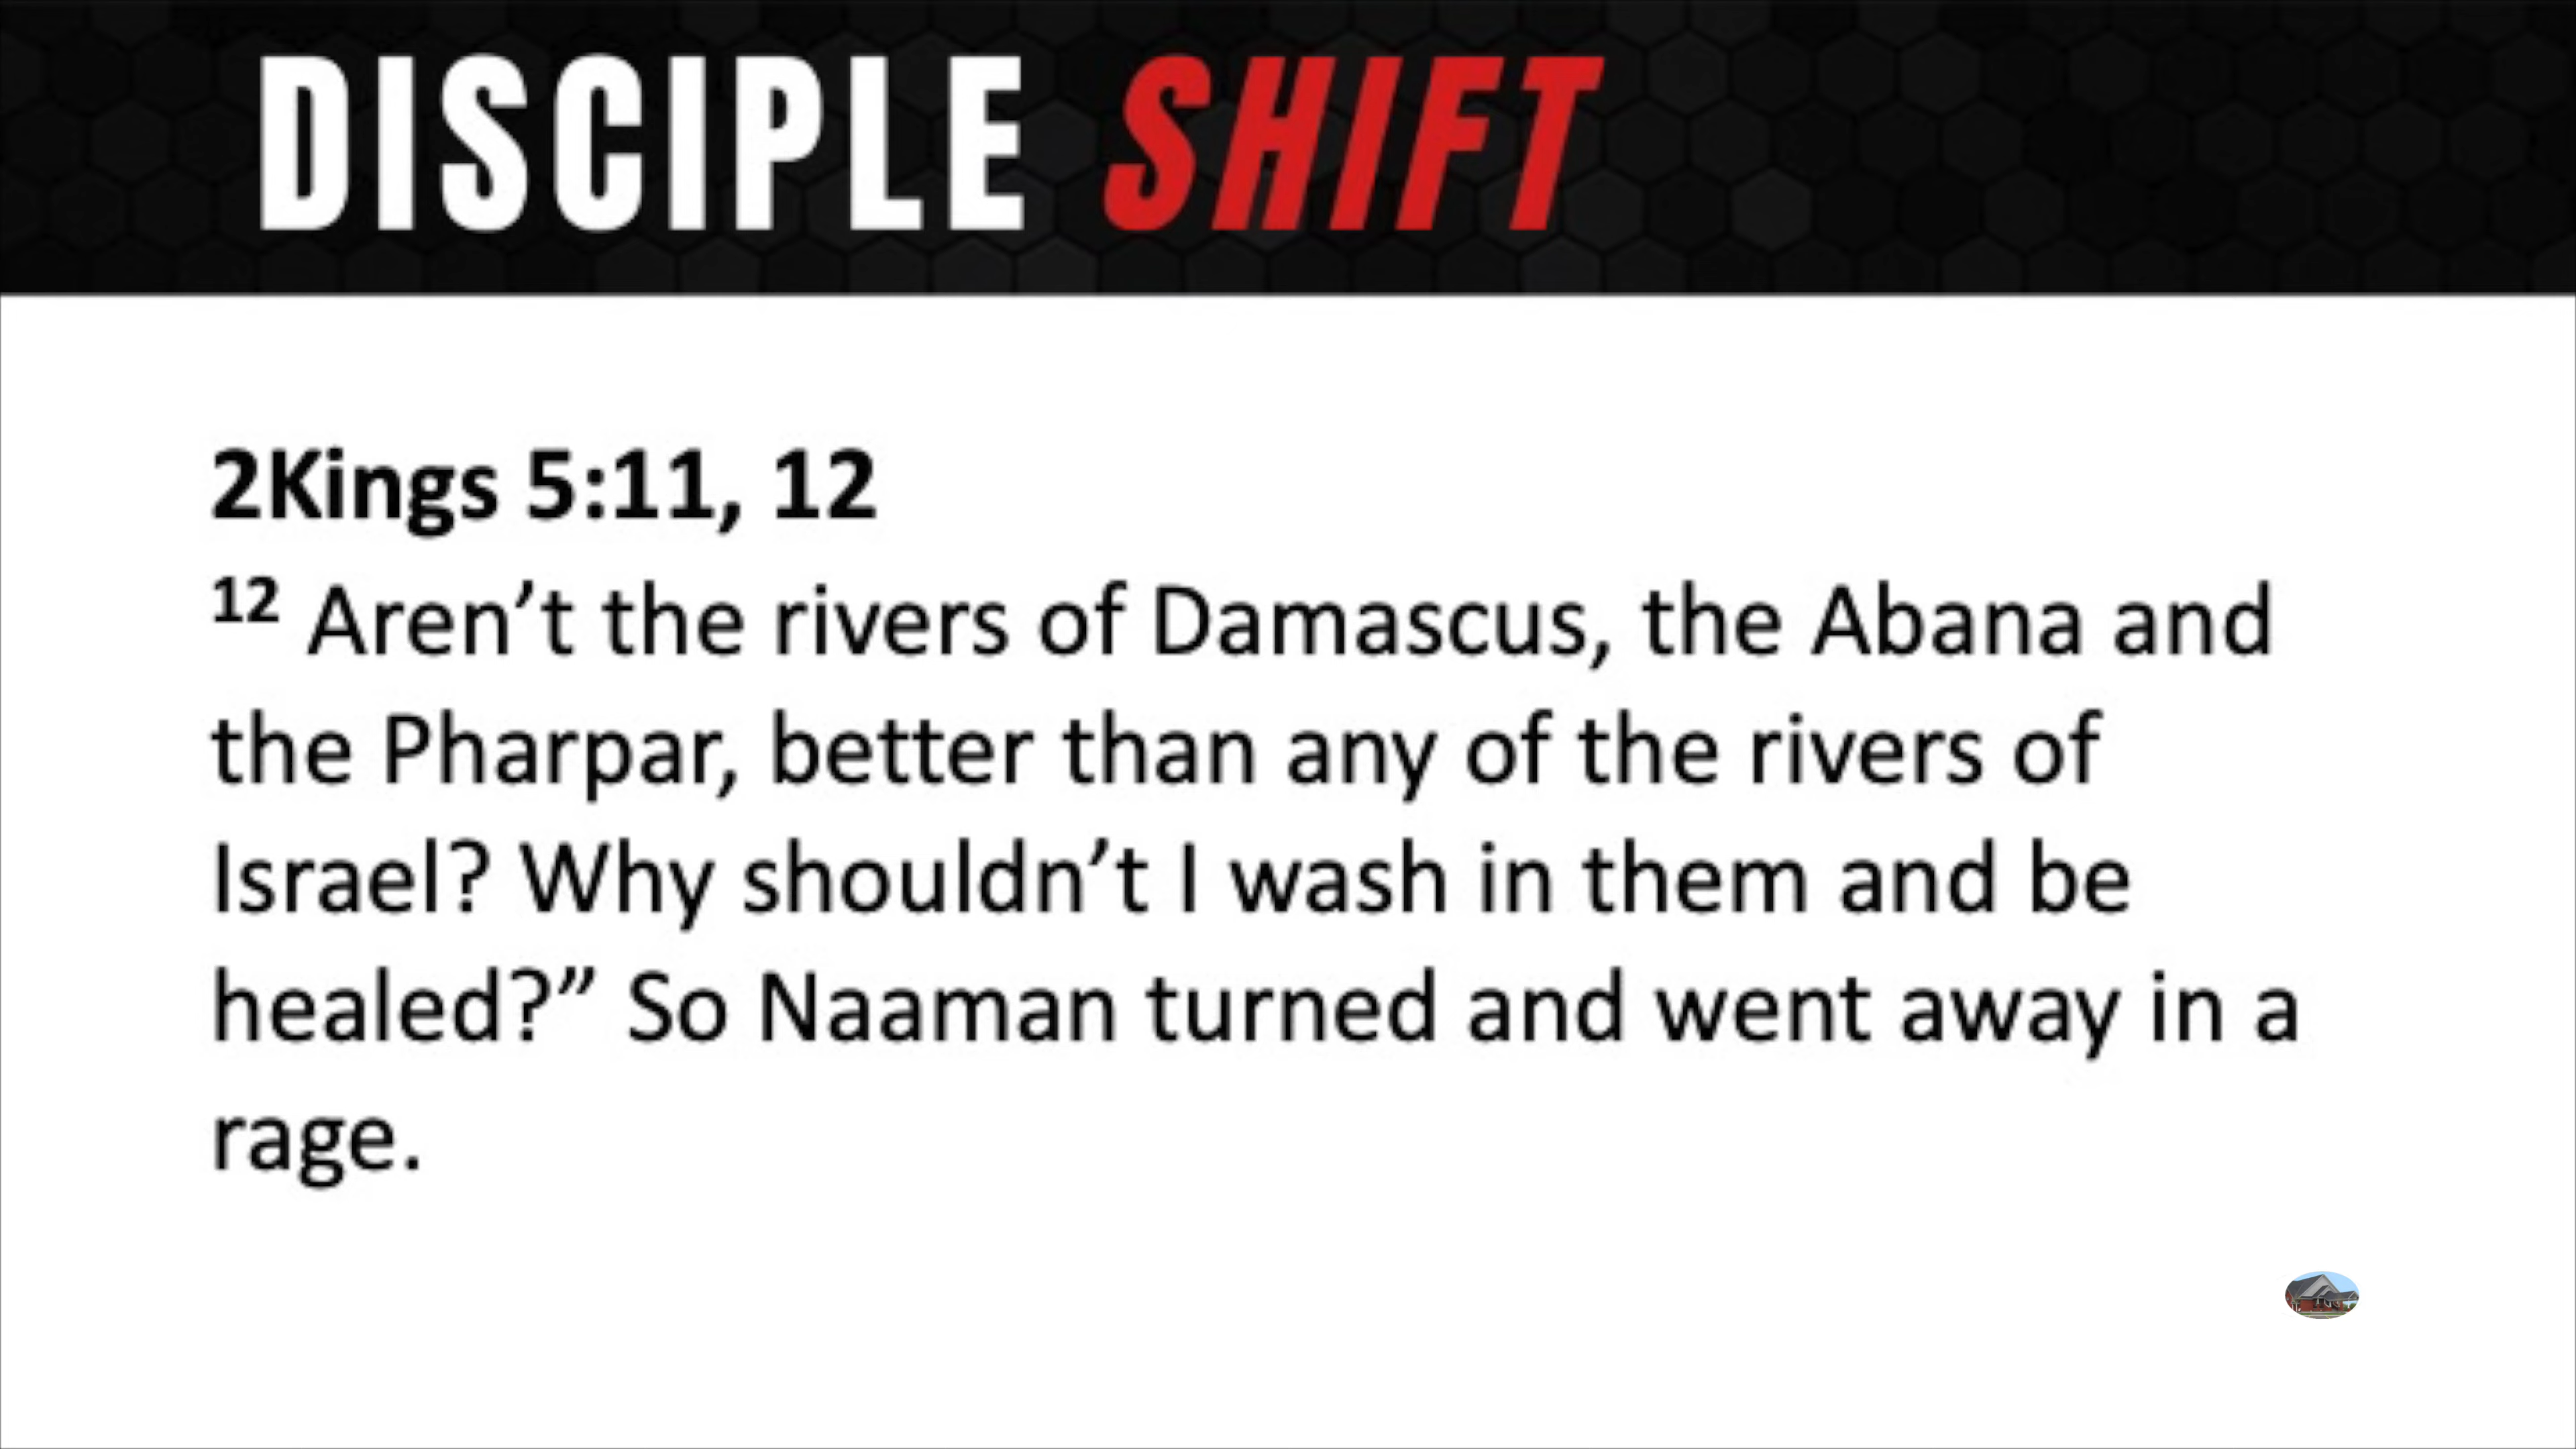 DISCIPLE SHIFT
2Kings 5:11, 12
12 Aren’t the rivers of Damascus, the Abana and
the Pharpar, better than any of the rivers of
Israel? Why shouldn’t I wash in them and be
healed?” So Naaman turned and went away in a
rage.